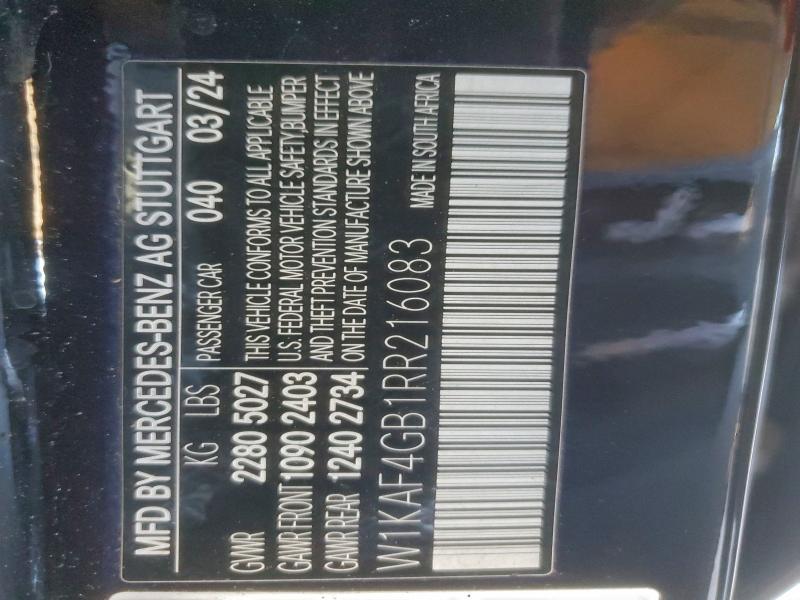 MFD BY MERCEDES-BENZ AG STUTTGART
KG LBS PASSENGER CAR 040 03/24
GVWR 2280 5027 THIS VEHICLE CONFORMS TO ALL APPLICABLE
GAWR FRONT 1090 2403 U.S. FEDERAL MOTOR VEHICLE SAFETY,BUMPER
GAWR REAR 1240 2734 AND THEFT PREVENTION STANDARDS IN EFFECT
ON THE DATE OF MANUFACTURE SHOWN ABOVE
W1KAF4GB1RR216083 MADE IN SOUTH AFRICA